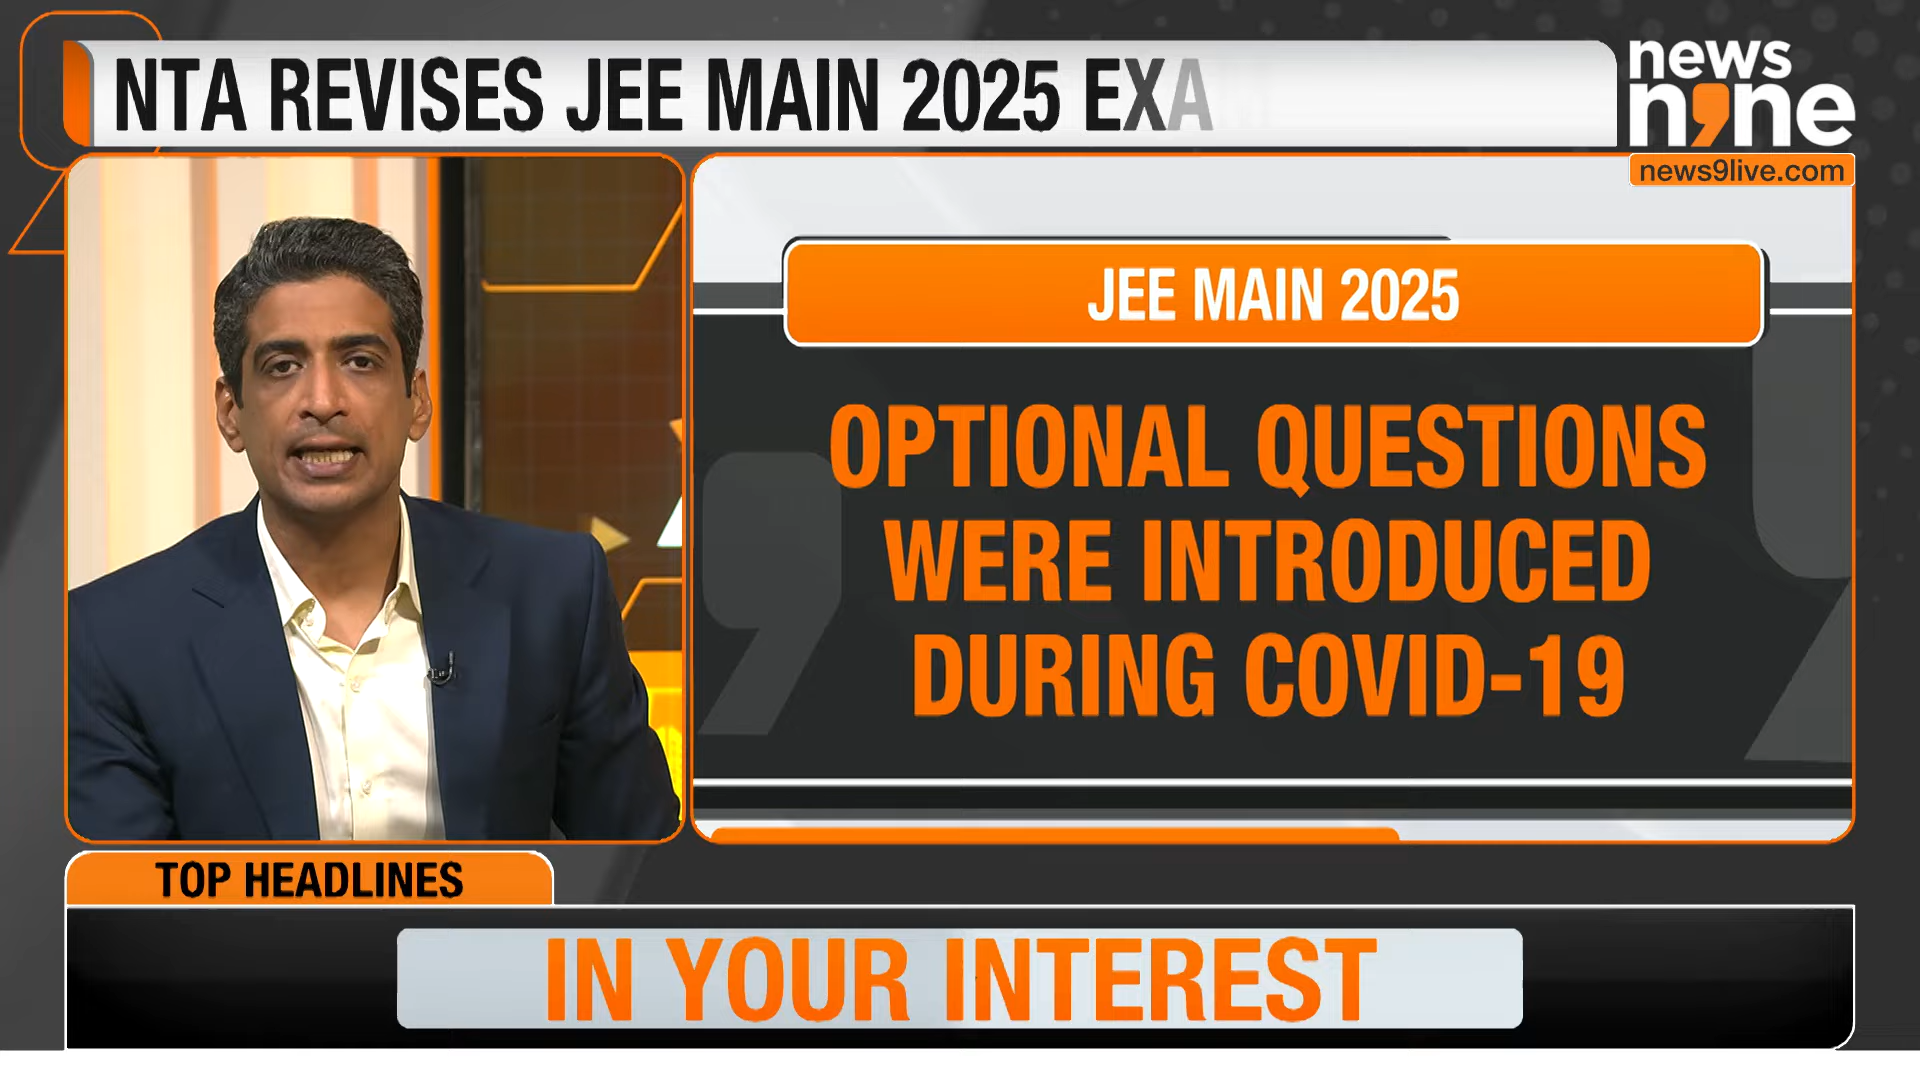 NTA REVISES JEE MAIN 2025 EXA
news
nine
news9live.com
JEE MAIN 2025
OPTIONAL QUESTIONS
WERE INTRODUCED
DURING COVID-19
TOP HEADLINES
IN YOUR INTEREST